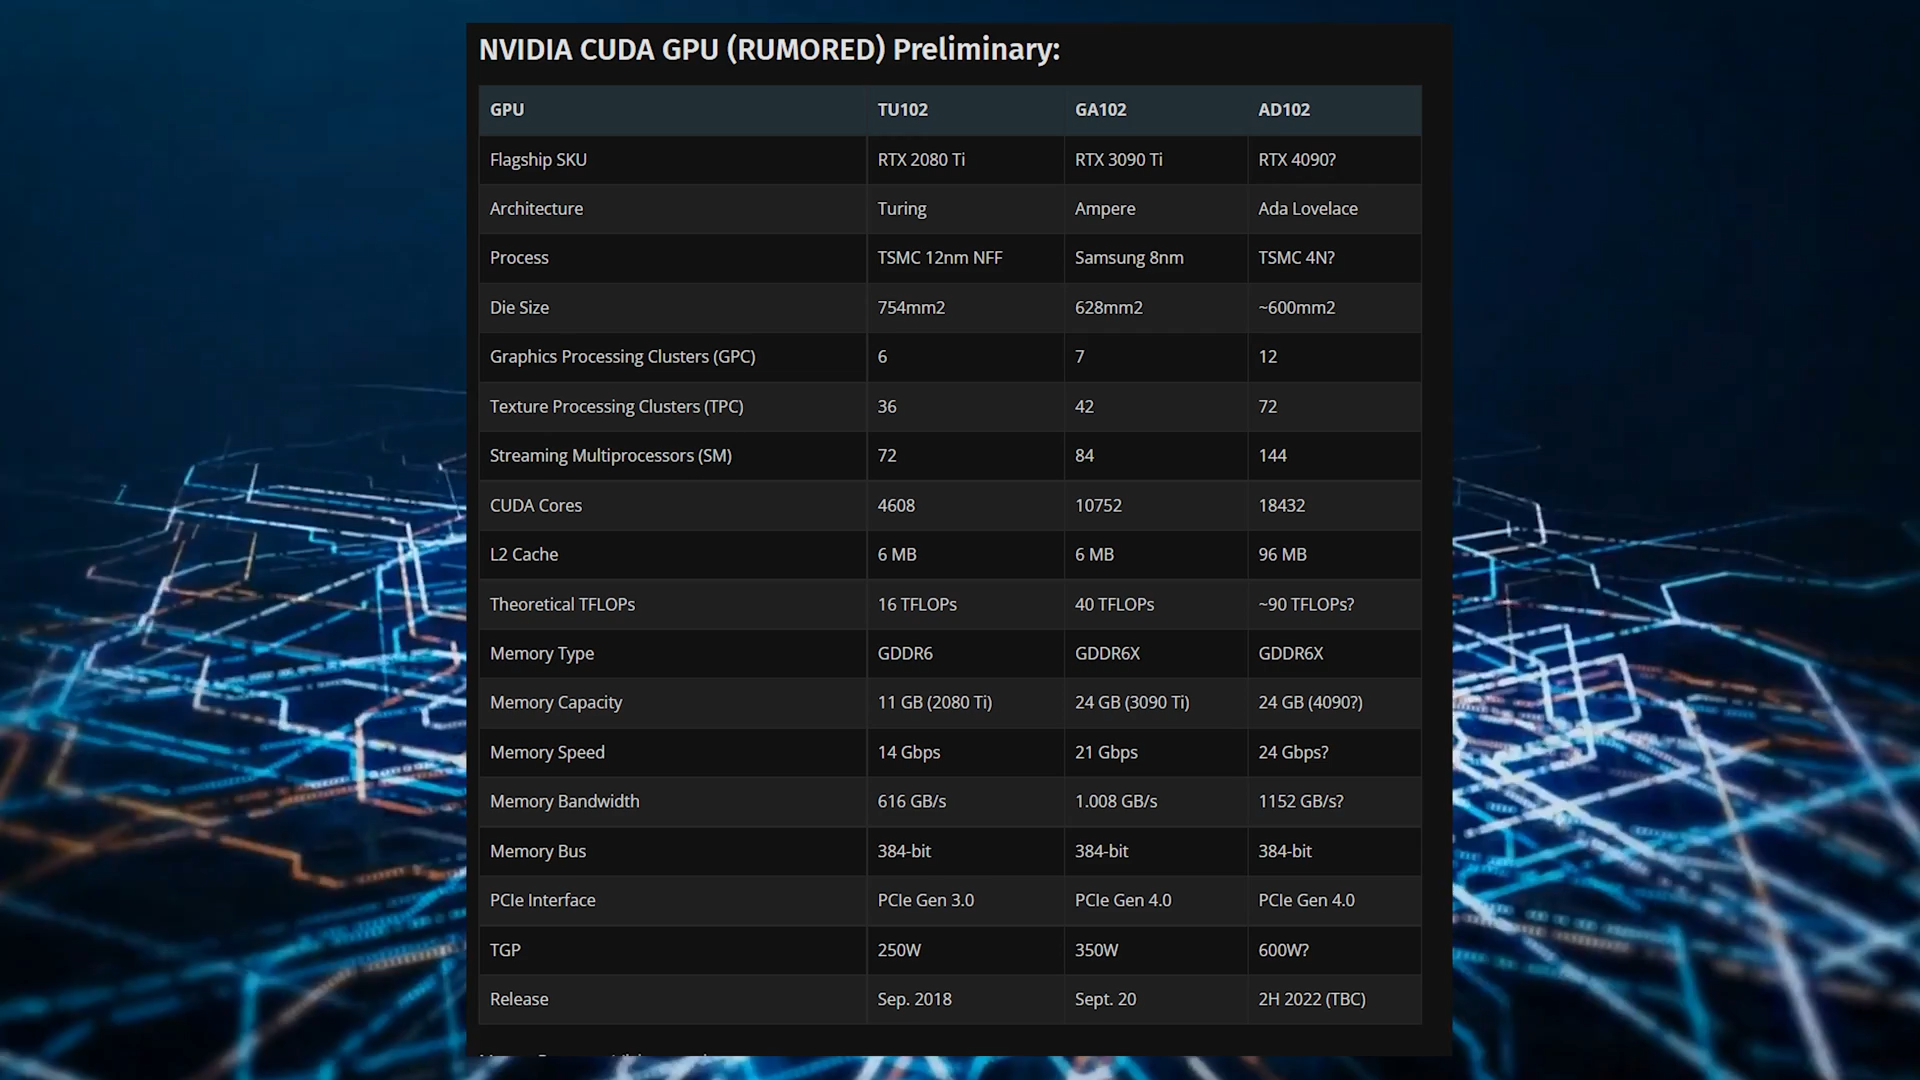 NVIDIA CUDA GPU (RUMORED) Preliminary:
GPU TU102 GA102 AD102
Flagship SKU RTX 2080 Ti RTX 3090 Ti RTX 4090?
Architecture Turing Ampere Ada Lovelace
Process TSMC 12nm NFF Samsung 8nm TSMC 4N?
Die Size 754mm2 628mm2 ~600mm2
Graphics Processing Clusters (GPC) 6 7 12
Texture Processing Clusters (TPC) 36 42 72
Streaming Multiprocessors (SM) 72 84 144
CUDA Cores 4608 10752 18432
L2 Cache 6 MB 6 MB 96 MB
Theoretical TFLOPs 16 TFLOPs 40 TFLOPs ~90 TFLOPs?
Memory Type GDDR6 GDDR6X GDDR6X
Memory Capacity 11 GB (2080 Ti) 24 GB (3090 Ti) 24 GB (4090?)
Memory Speed 14 Gbps 21 Gbps 24 Gbps?
Memory Bandwidth 616 GB/s 1.008 GB/s 1152 GB/s?
Memory Bus 384-bit 384-bit 384-bit
PCIe Interface PCIe Gen 3.0 PCIe Gen 4.0 PCIe Gen 4.0
TGP 250W 350W 600W?
Release Sep. 2018 Sept. 20 2H 2022 (TBC)